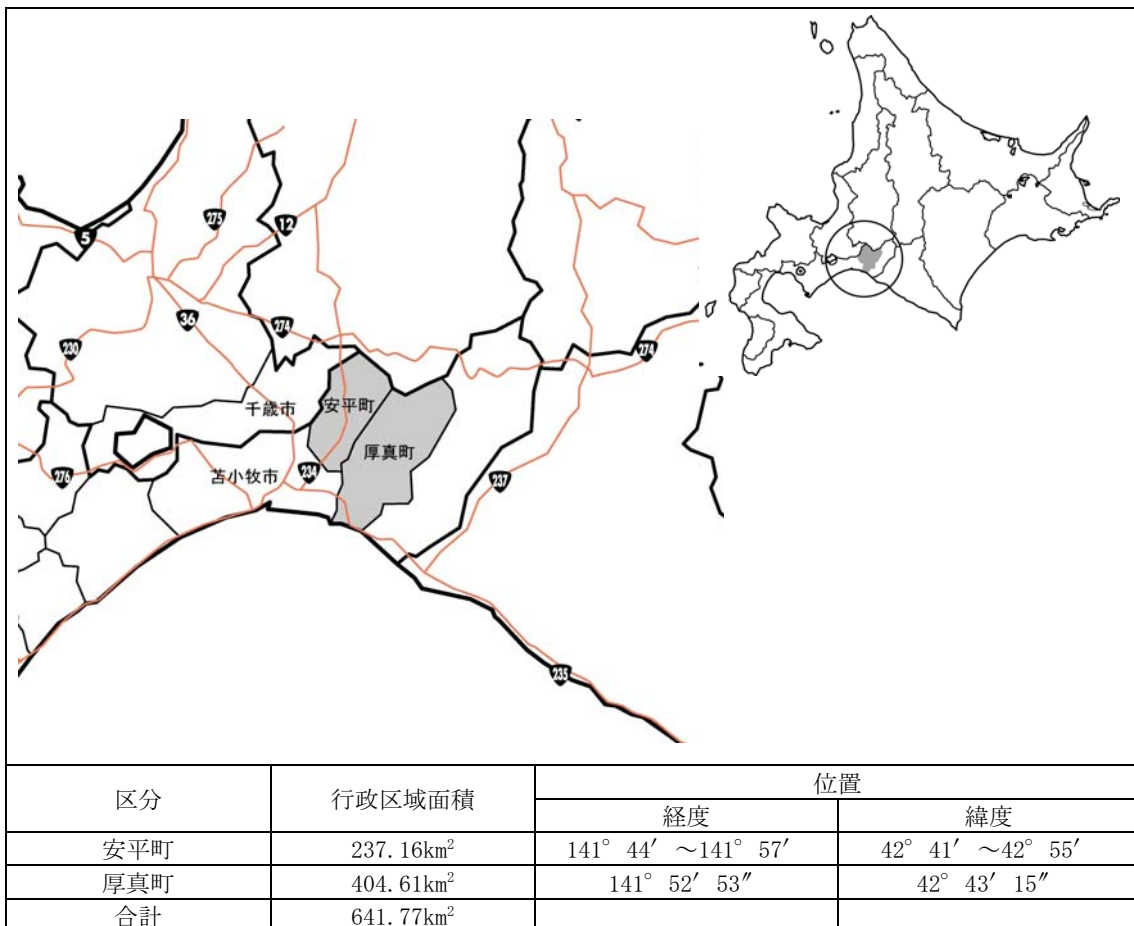 275
12
5
36
274
230
274
千歳市
安平町
厚真町
苫小牧市
234
276
237
235
区分 行政区域面積 位置
経度 緯度
安平町 237.16km² 141° 44′ ～141° 57′ 42° 41′ ～42° 55′
厚真町 404.61km² 141° 52′ 53″ 42° 43′ 15″
合計 641.77km²